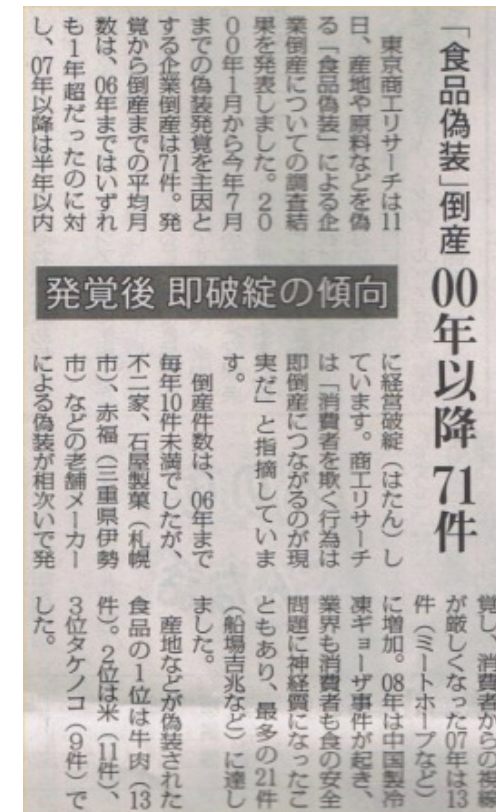 「食品偽装」倒産 00年以降 71件
発覚後 即破綻の傾向
東京商工リサーチは11
日、産地や原料などを偽
る「食品偽装」による企
業倒産についての調査結
果を発表しました。20
00年1月から今年7月
までの偽装発覚を主因と
する企業倒産は71件。発
覚から倒産までの平均月
数は、06年まではいずれ
も1年超だったのに対
し、07年以降は半年以内
に経営破綻（はたん）し
ています。商工リサーチ
は「消費者を欺く行為は
即倒産につながるのが現
実だ」と指摘していま
す。
倒産件数は、06年まで
毎年10件未満でしたが、
不二家、石屋製菓（札幌
市）、赤福（三重県伊勢
市）などの老舗メーカー
による偽装が相次いで発
覚し、消費者からの視線
が厳しくなった07年は13
件（ミートホープなど）
に増加。08年は中国製冷
凍ギョーザ事件が起き、
業界も消費者も食の安全
問題に神経質になったこ
ともあり、最多の21件
（船場吉兆など）に達し
ました。
産地などが偽装された
食品の1位は牛肉（13
件）。2位は米（11件）、
3位タケノコ（9件）で
した。